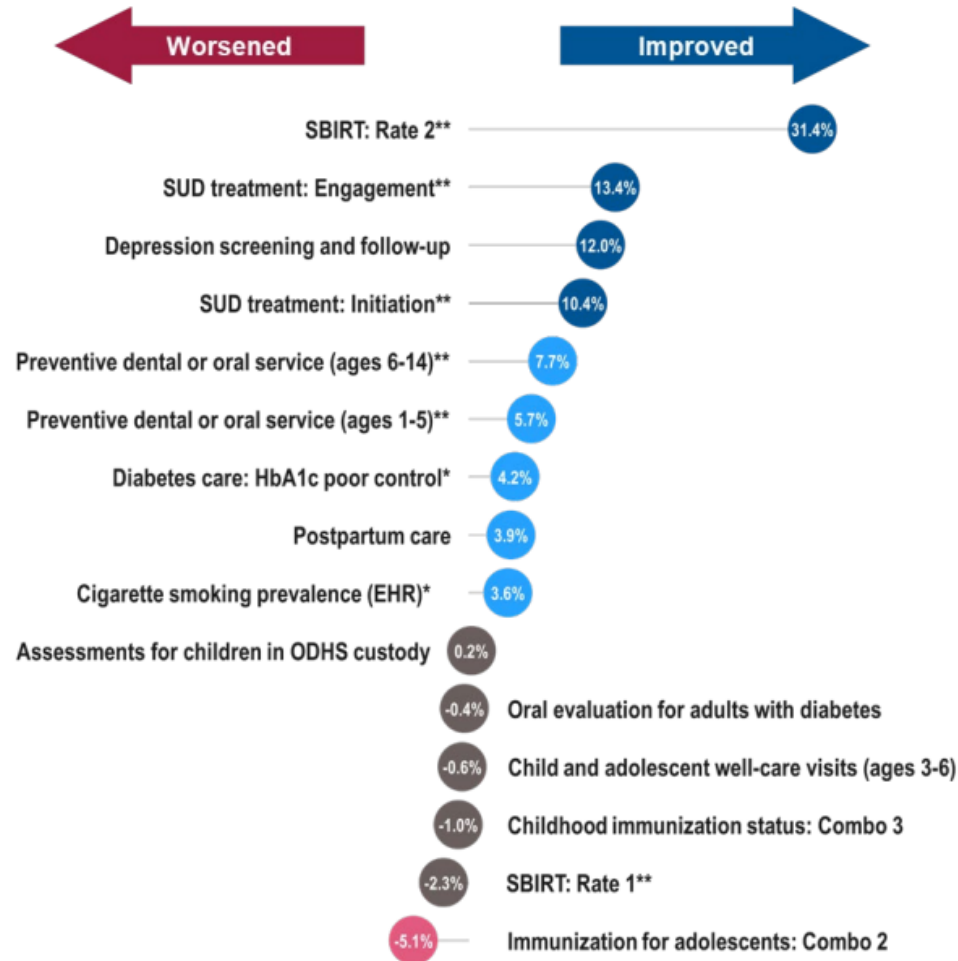 Worsened
Improved
SBIRT: Rate 2** 31.4%
SUD treatment: Engagement** 13.4%
Depression screening and follow-up 12.0%
SUD treatment: Initiation** 10.4%
Preventive dental or oral service (ages 6-14)** 7.7%
Preventive dental or oral service (ages 1-5)** 5.7%
Diabetes care: HbA1c poor control* 4.2%
Postpartum care 3.9%
Cigarette smoking prevalence (EHR)* 3.6%
Assessments for children in ODHS custody 0.2%
-0.4% Oral evaluation for adults with diabetes
-0.6% Child and adolescent well-care visits (ages 3-6)
-1.0% Childhood immunization status: Combo 3
-2.3% SBIRT: Rate 1**
-5.1% Immunization for adolescents: Combo 2